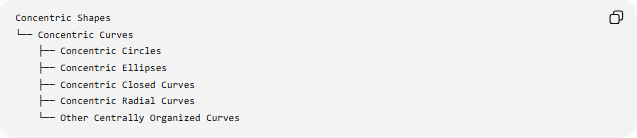 Concentric Shapes
└── Concentric Curves
    ├── Concentric Circles
    ├── Concentric Ellipses
    ├── Concentric Closed Curves
    ├── Concentric Radial Curves
    └── Other Centrally Organized Curves